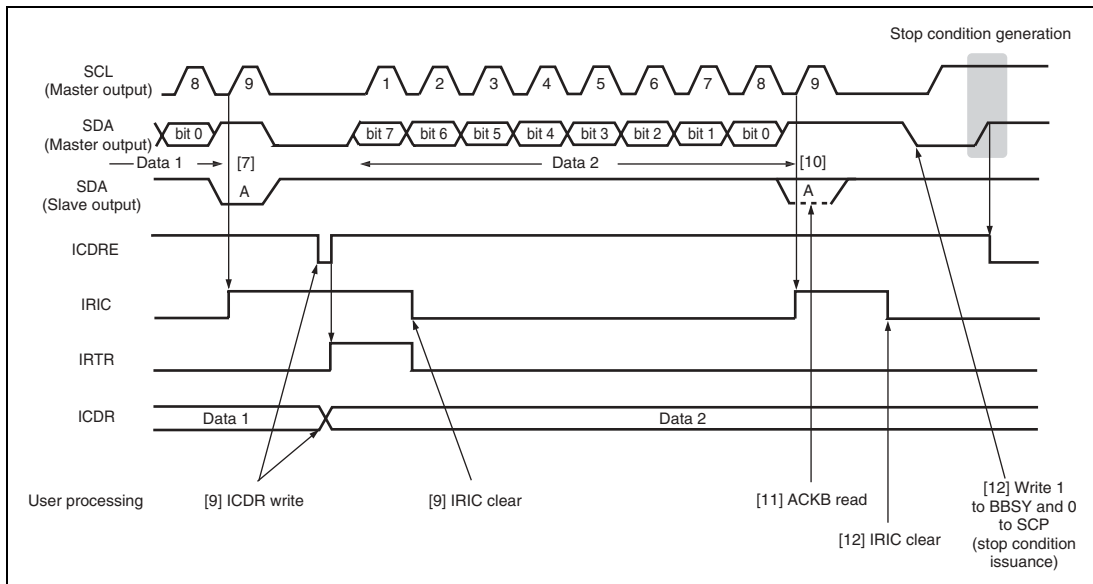 Stop condition generation
SCL
(Master output)
8 9 1 2 3 4 5 6 7 8 9
SDA
(Master output)
bit 0 bit 7 bit 6 bit 5 bit 4 bit 3 bit 2 bit 1 bit 0
Data 1 [7] Data 2 [10]
SDA
(Slave output)
A A
ICDRE
IRIC
IRTR
ICDR
Data 1 Data 2
User processing
[9] ICDR write
[9] IRIC clear
[11] ACKB read
[12] IRIC clear
[12] Write 1
to BBSY and 0
to SCP
(stop condition
issuance)